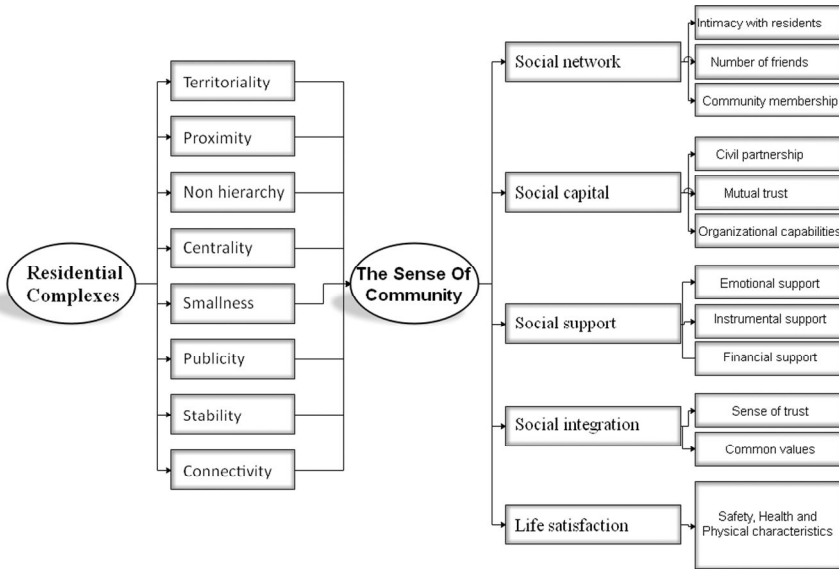 Residential
Complexes
Territoriality
Proximity
Non hierarchy
Centrality
Smallness
Publicity
Stability
Connectivity
The Sense Of
Community
Social network
Social capital
Social support
Social integration
Life satisfaction
Intimacy with residents
Number of friends
Community membership
Civil partnership
Mutual trust
Organizational capabilities
Emotional support
Instrumental support
Financial support
Sense of trust
Common values
Safety, Health and
Physical characteristics